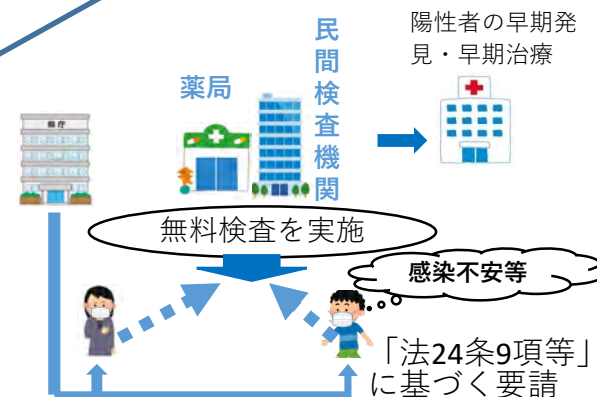 陽性者の早期発
見・早期治療
民間検査機関
薬局
県庁
無料検査を実施
感染不安等
「法24条9項等」
に基づく要請